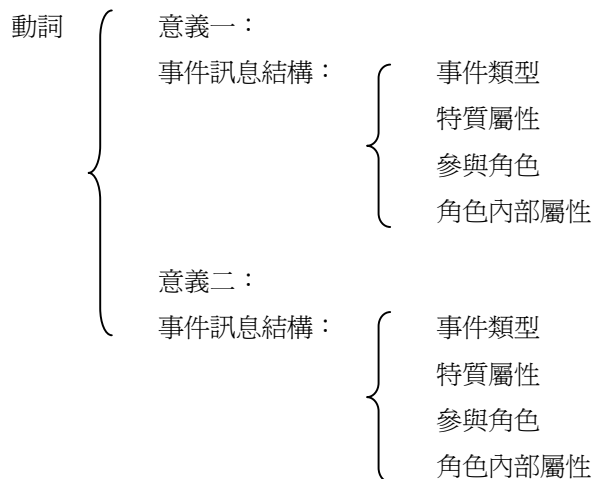 動詞 意義一：
事件訊息結構： 事件類型
特質屬性
參與角色
角色內部屬性
意義二：
事件訊息結構： 事件類型
特質屬性
參與角色
角色內部屬性